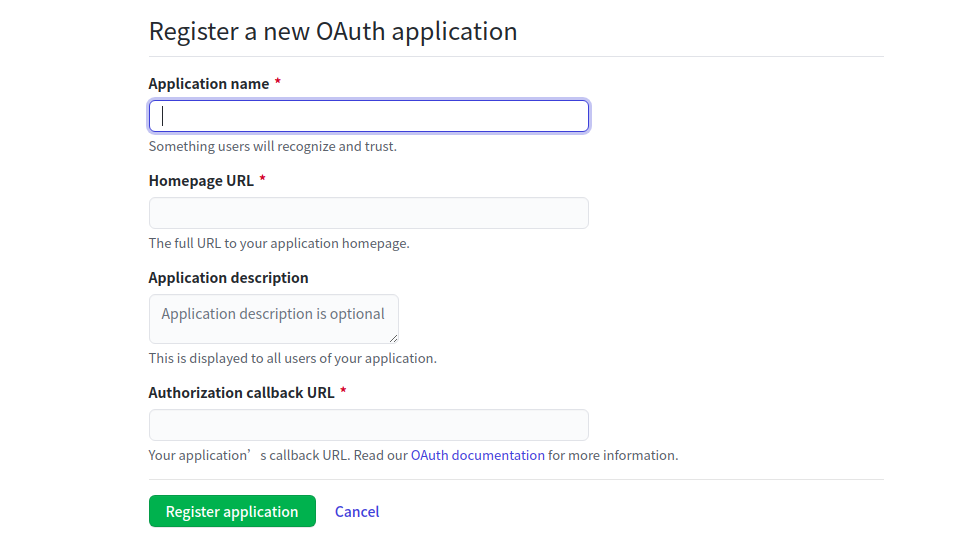 Register a new OAuth application
Application name *
Something users will recognize and trust.
Homepage URL *
The full URL to your application homepage.
Application description
Application description is optional
This is displayed to all users of your application.
Authorization callback URL *
Your application’s callback URL. Read our OAuth documentation for more information.
Register application Cancel